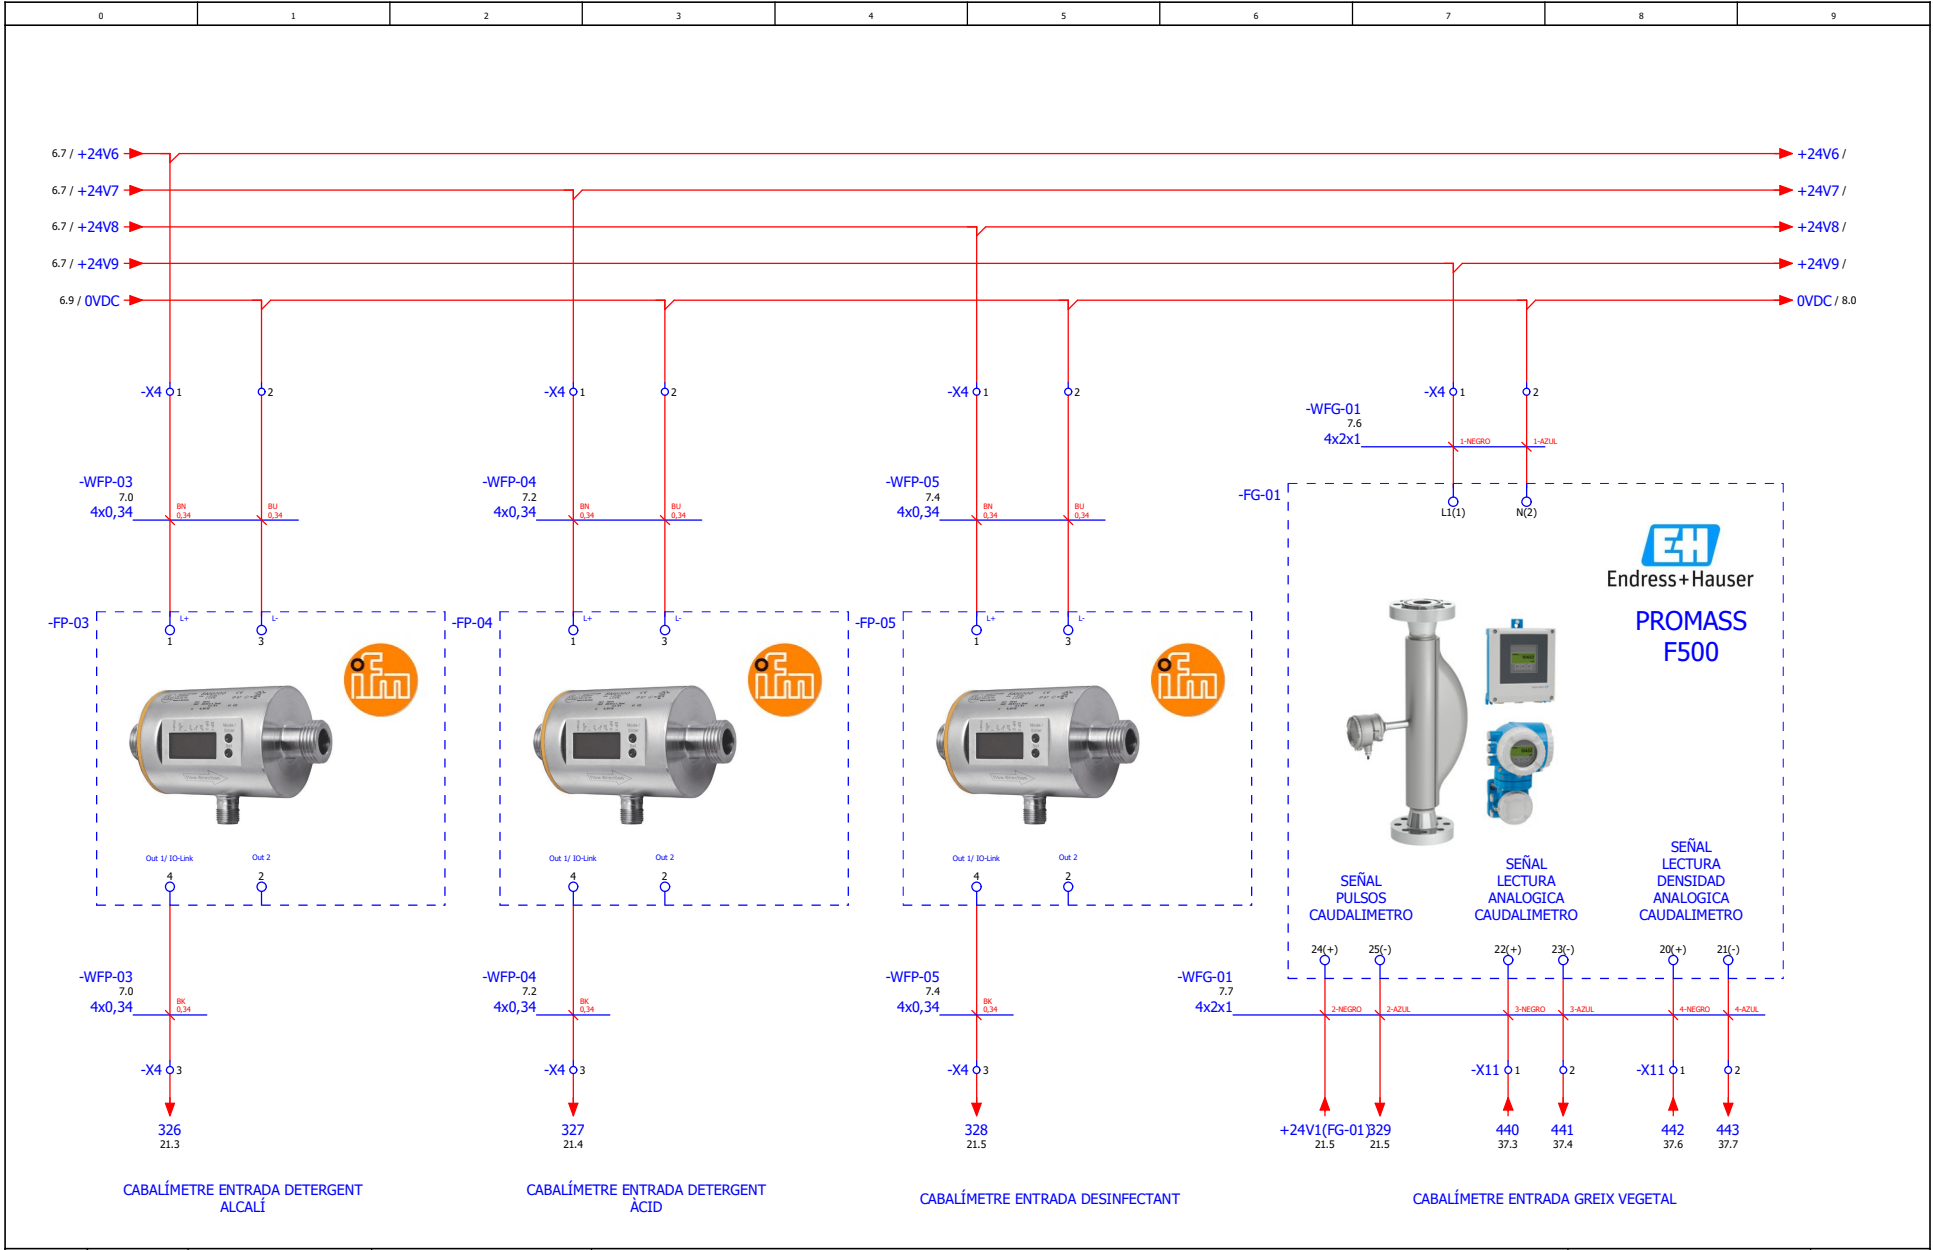 0 1 2 3 4 5 6 7 8 9
6.7 / +24V6 +24V6 /
6.7 / +24V7 +24V7 /
6.7 / +24V8 +24V8 /
6.7 / +24V9 +24V9 /
6.9 / 0VDC 0VDC / 8.0
-X4 1 2 -X4 1 2 -X4 1 2 -X4 1 2
-WFG-01
7.6
4x2x1 1-NEGRO 1-AZUL
-WFP-03
7.0
4x0,34
BN
0,34
BU
0,34
-WFP-04
7.2
4x0,34
BN
0,34
BU
0,34
-WFP-05
7.4
4x0,34
BN
0,34
BU
0,34
-FG-01
L1(1) N(2)
EH
Endress+Hauser
PROMASS
F500
-FP-03
L+ L-
1 3
ifm
Out 1/ IO-Link Out 2
4 2
-FP-04
L+ L-
1 3
ifm
Out 1/ IO-Link Out 2
4 2
-FP-05
L+ L-
1 3
ifm
Out 1/ IO-Link Out 2
4 2
SEÑAL
PULSOS
CAUDALIMETRO
24(+) 25(-)
SEÑAL
LECTURA
ANALOGICA
CAUDALIMETRO
22(+) 23(-)
SEÑAL
LECTURA
DENSIDAD
ANALOGICA
CAUDALIMETRO
20(+) 21(-)
-WFP-03
7.0
4x0,34
BK
0,34
-WFP-04
7.2
4x0,34
BK
0,34
-WFP-05
7.4
4x0,34
BK
0,34
-WFG-01
7.7
4x2x1
2-NEGRO 2-AZUL 3-NEGRO 3-AZUL 4-NEGRO 4-AZUL
-X4 3 -X4 3 -X4 3 -X11 1 2 -X11 1 2
326
21.3
327
21.4
328
21.5
+24V1(FG-01)
21.5
329
21.5
440
37.3
441
37.4
442
37.6
443
37.7
CABALÍMETRE ENTRADA DETERGENT
ALCALÍ
CABALÍMETRE ENTRADA DETERGENT
ÀCID
CABALÍMETRE ENTRADA DESINFECTANT
CABALÍMETRE ENTRADA GREIX VEGETAL